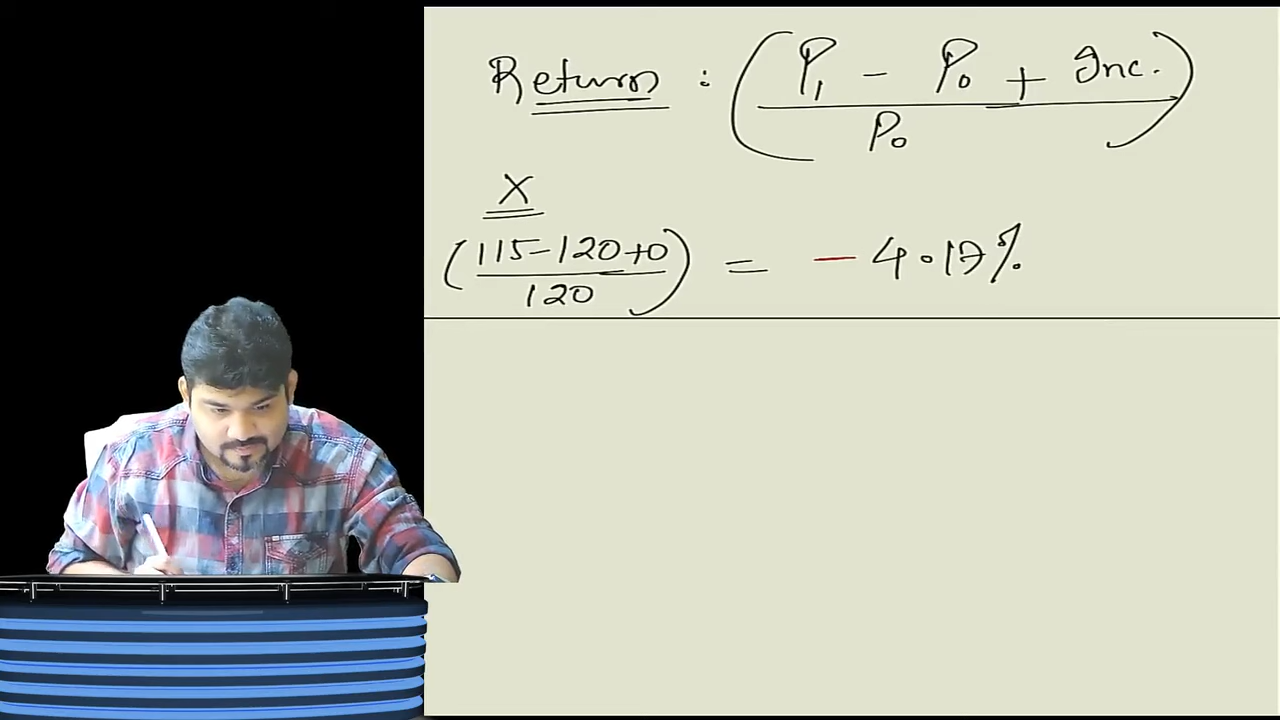 Return : (P₁ - P₀ + Inc. / P₀)
X
(115-120+0 / 120) = - 4.17%